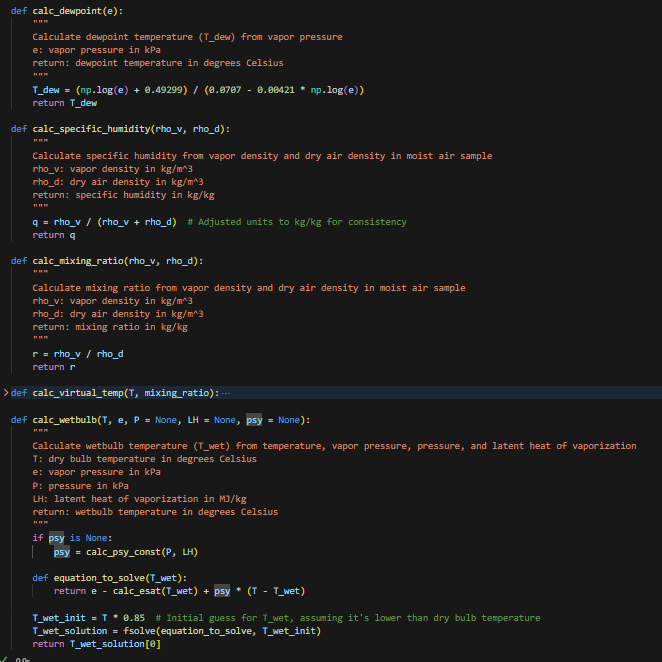 def calc_dewpoint(e):
    """
    Calculate dewpoint temperature (T_dew) from vapor pressure
    e: vapor pressure in kPa
    return: dewpoint temperature in degrees Celsius
    """
    T_dew = (np.log(e) + 0.49299) / (0.0707 - 0.00421 * np.log(e))
    return T_dew
def calc_specific_humidity(rho_v, rho_d):
    """
    Calculate specific humidity from vapor density and dry air density in moist air sample
    rho_v: vapor density in kg/m^3
    rho_d: dry air density in kg/m^3
    return: specific humidity in kg/kg
    """
    q = rho_v / (rho_v + rho_d)  # Adjusted units to kg/kg for consistency
    return q
def calc_mixing_ratio(rho_v, rho_d):
    """
    Calculate mixing ratio from vapor density and dry air density in moist air sample
    rho_v: vapor density in kg/m^3
    rho_d: dry air density in kg/m^3
    return: mixing ratio in kg/kg
    """
    r = rho_v / rho_d
    return r
def calc_virtual_temp(T, mixing_ratio): ···
def calc_wetbulb(T, e, P = None, LH = None, psy = None):
    """
    Calculate wetbulb temperature (T_wet) from temperature, vapor pressure, pressure, and latent heat of vaporization
    T: dry bulb temperature in degrees Celsius
    e: vapor pressure in kPa
    P: pressure in kPa
    LH: latent heat of vaporization in MJ/kg
    return: wetbulb temperature in degrees Celsius
    """
    if psy is None:
        psy = calc_psy_const(P, LH)
    def equation_to_solve(T_wet):
        return e - calc_esat(T_wet) + psy * (T - T_wet)
    T_wet_init = T * 0.85  # Initial guess for T_wet, assuming it's lower than dry bulb temperature
    T_wet_solution = fsolve(equation_to_solve, T_wet_init)
    return T_wet_solution[0]